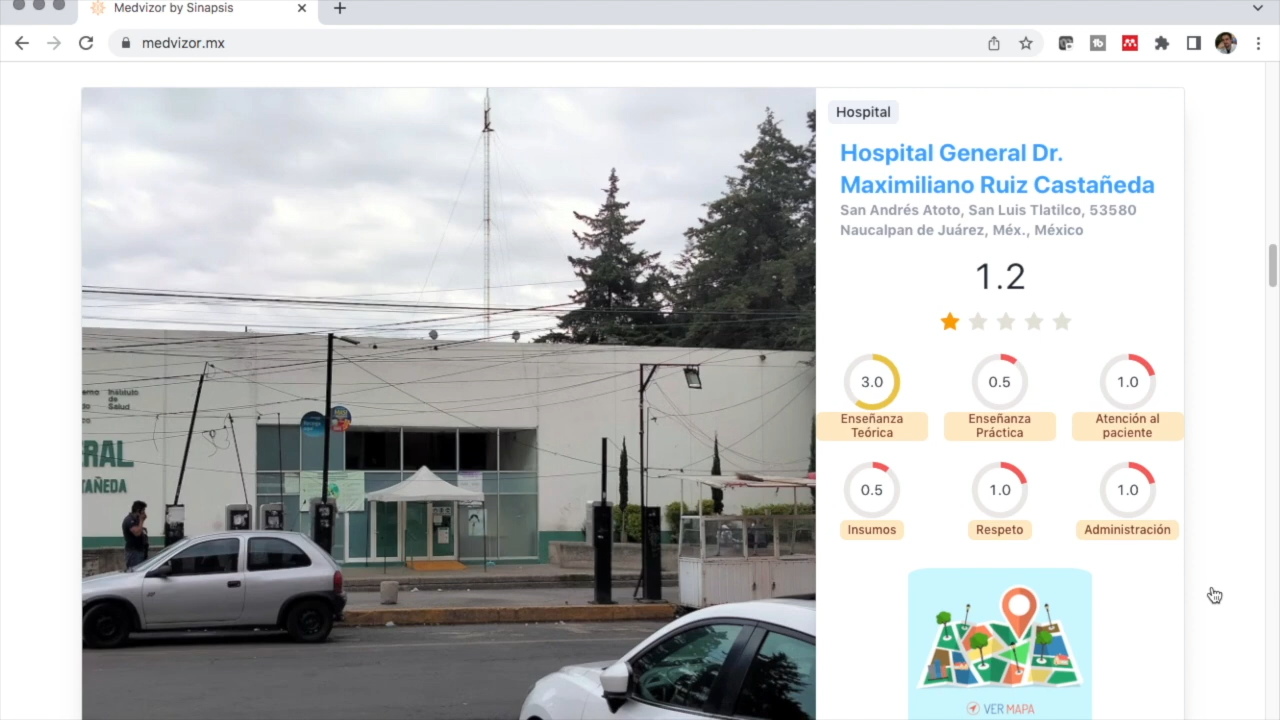 Medvizor by Sinapsis
medvizor.mx
Hospital
Hospital General Dr.
Maximiliano Ruiz Castañeda
San Andrés Atoto, San Luis Tlatilco, 53580
Naucalpan de Juárez, Méx., México
1.2
3.0
Enseñanza
Teórica
0.5
Enseñanza
Práctica
1.0
Atención al
paciente
0.5
Insumos
1.0
Respeto
1.0
Administración
VER MAPA
Instituto
de
Salud
RAL
TAÑEDA